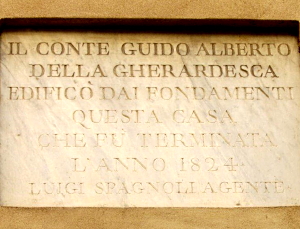 IL CONTE GUIDO ALBERTO
DELLA GHERARDESCA
EDIFICÒ DAI FONDAMENTI
QUESTA CASA
CHE FU TERMINATA
L'ANNO 1824
LUIGI SPAGNOLI AGENTE